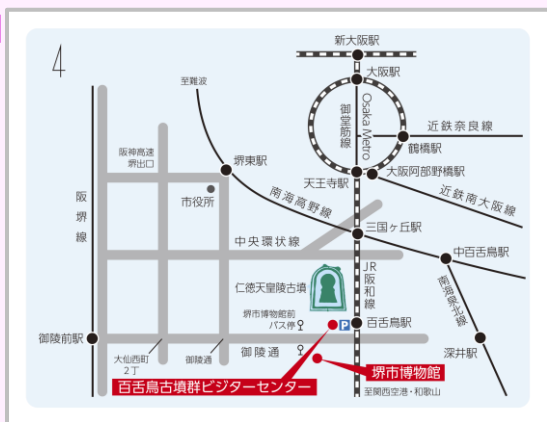 新大阪駅
大阪駅
至難波
Osaka Metro
御堂筋線
近鉄奈良線
鶴橋駅
阪神高速
堺出口
堺東駅
天王寺駅
大阪阿部野橋駅
阪堺線
市役所
南海高野線
近鉄南大阪線
三国ヶ丘駅
中央環状線
中百舌鳥駅
仁徳天皇陵古墳
JR阪和線
南海泉北線
堺市博物館前
バス停
P
百舌鳥駅
御陵前駅
大仙西町
2丁
御陵通
御陵通
深井駅
堺市博物館
百舌鳥古墳群ビジターセンター
至関西空港・和歌山